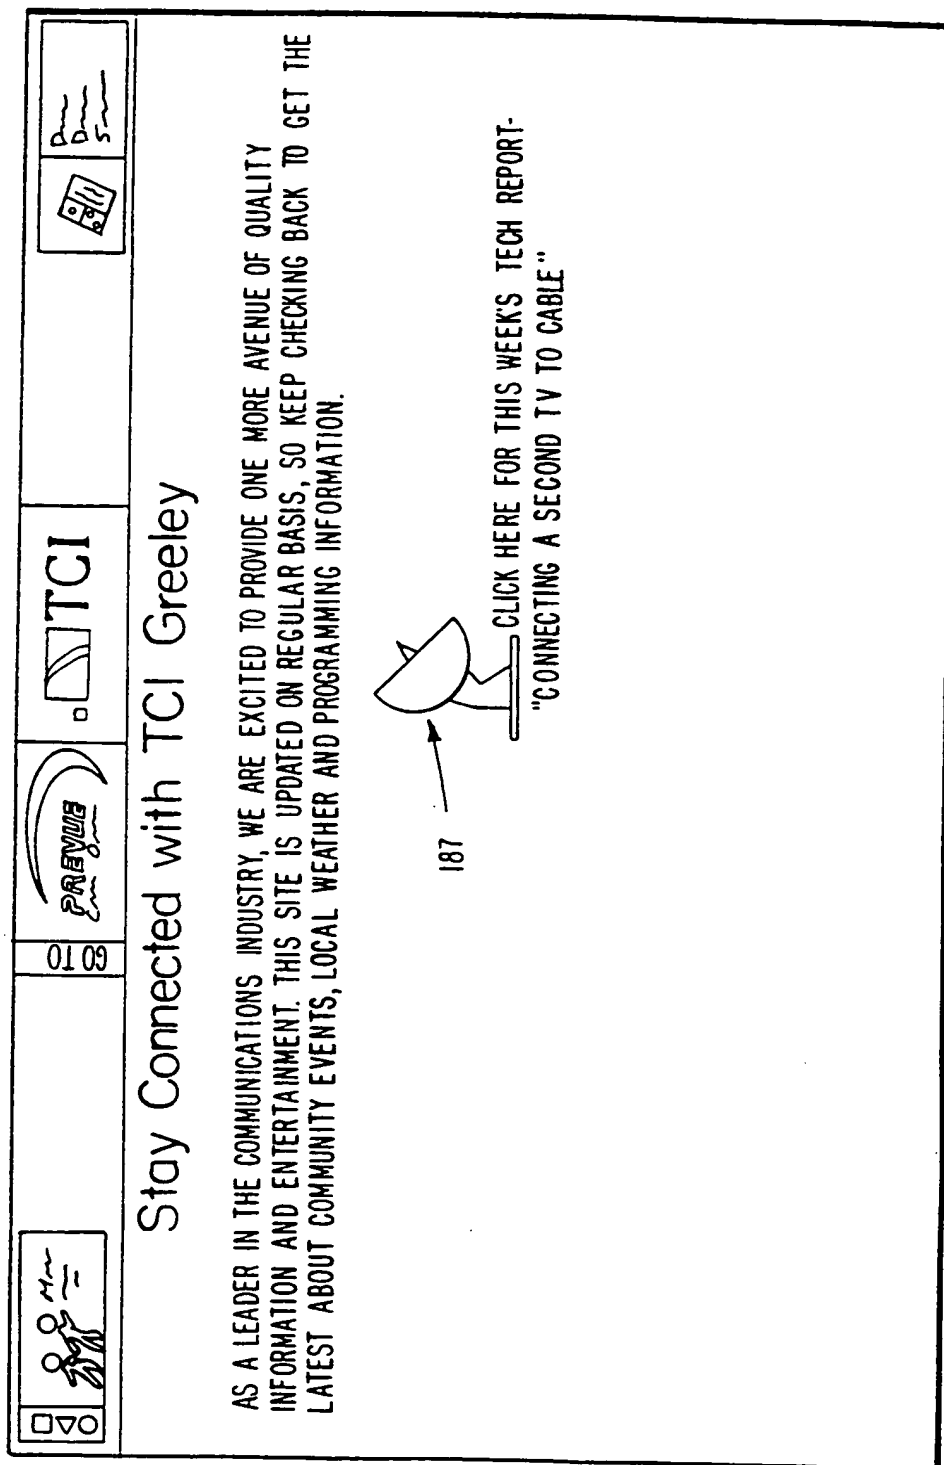 PREVUE
TCI
Stay Connected with TCI Greeley
AS A LEADER IN THE COMMUNICATIONS INDUSTRY, WE ARE EXCITED TO PROVIDE ONE MORE AVENUE OF QUALITY
INFORMATION AND ENTERTAINMENT. THIS SITE IS UPDATED ON REGULAR BASIS, SO KEEP CHECKING BACK TO GET THE
LATEST ABOUT COMMUNITY EVENTS, LOCAL WEATHER AND PROGRAMMING INFORMATION.
187
CLICK HERE FOR THIS WEEK'S TECH REPORT-
"CONNECTING A SECOND TV TO CABLE"